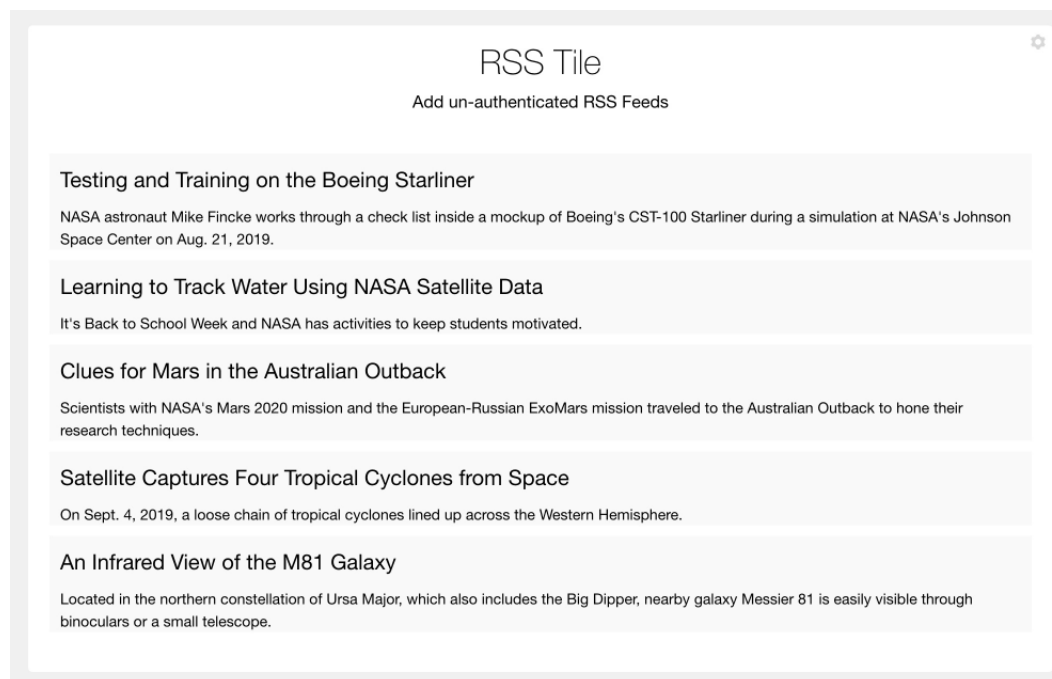 RSS Tile
Add un-authenticated RSS Feeds
Testing and Training on the Boeing Starliner
NASA astronaut Mike Fincke works through a check list inside a mockup of Boeing's CST-100 Starliner during a simulation at NASA's Johnson
Space Center on Aug. 21, 2019.
Learning to Track Water Using NASA Satellite Data
It's Back to School Week and NASA has activities to keep students motivated.
Clues for Mars in the Australian Outback
Scientists with NASA's Mars 2020 mission and the European-Russian ExoMars mission traveled to the Australian Outback to hone their
research techniques.
Satellite Captures Four Tropical Cyclones from Space
On Sept. 4, 2019, a loose chain of tropical cyclones lined up across the Western Hemisphere.
An Infrared View of the M81 Galaxy
Located in the northern constellation of Ursa Major, which also includes the Big Dipper, nearby galaxy Messier 81 is easily visible through
binoculars or a small telescope.